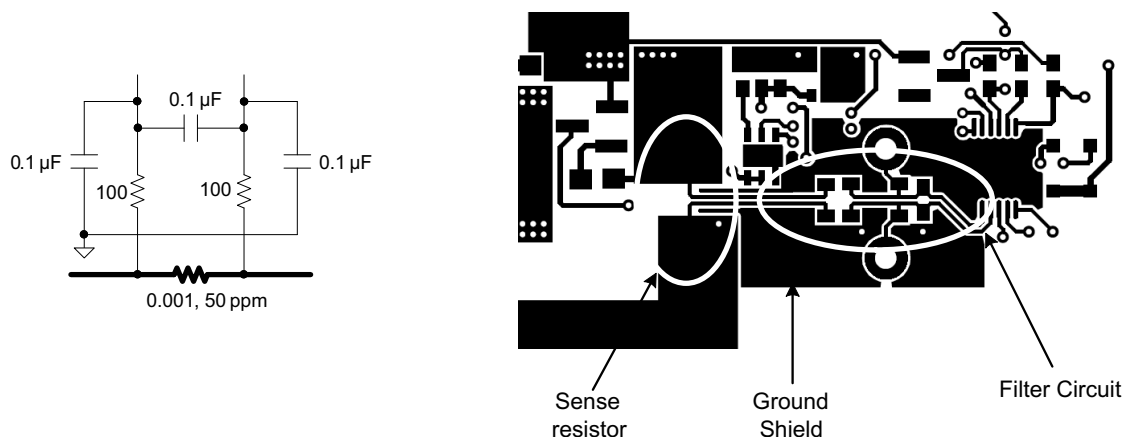 0.1 µF
0.1 µF
0.1 µF
100
100
0.001, 50 ppm
Sense
resistor
Ground
Shield
Filter Circuit